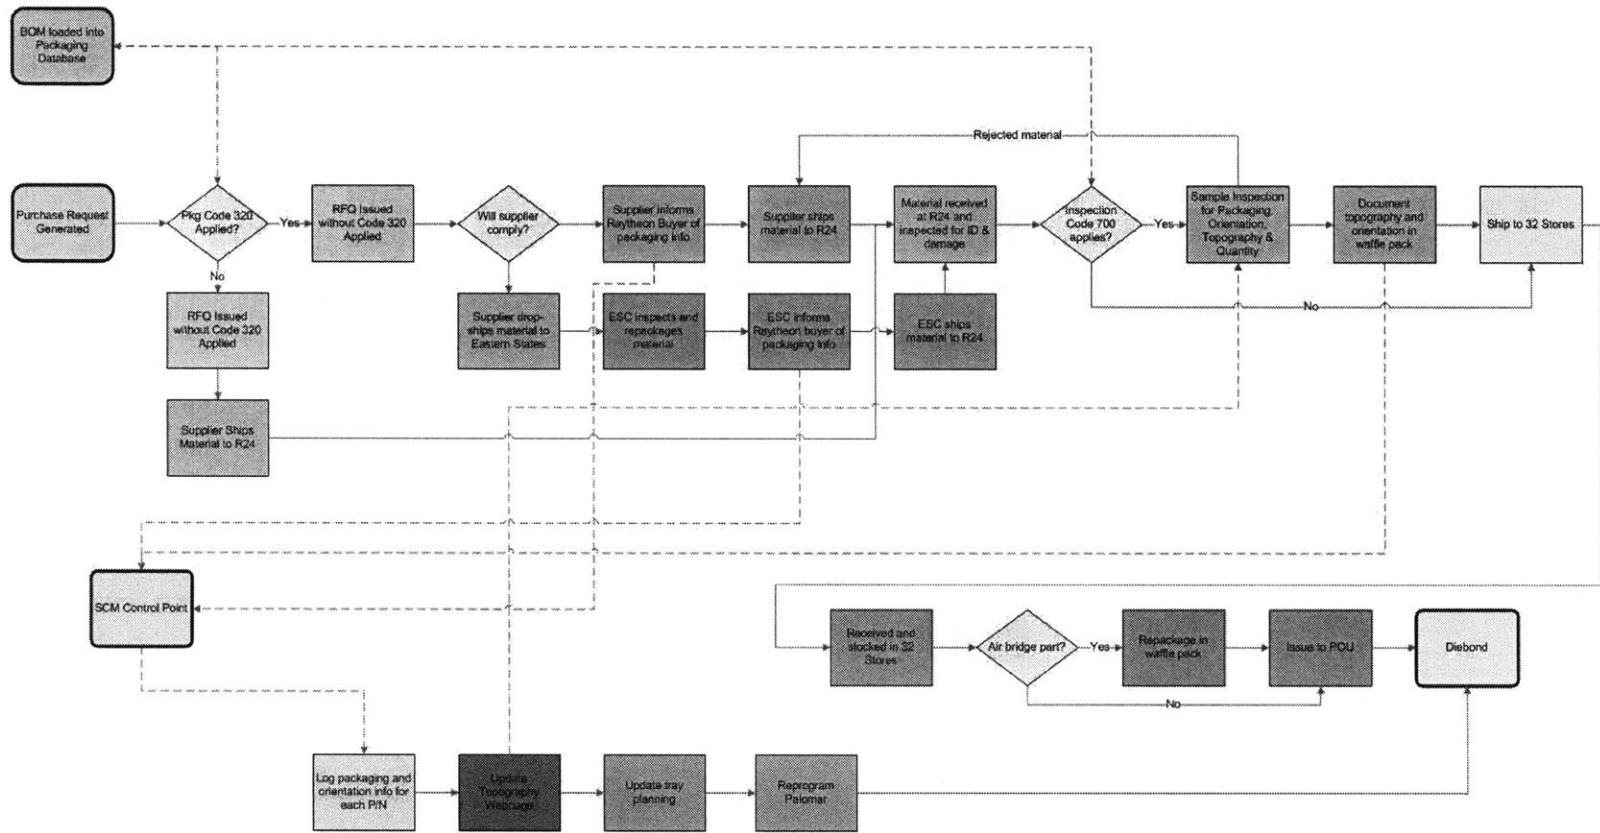 BOM loaded into
Packaging
Database
Rejected material
Purchase Request
Generated
Pkg Code 320
Applied?
Yes
RFQ Issued
without Code 320
Applied
Will supplier
comply?
Supplier informs
Raytheon Buyer of
packaging info
Supplier ships
material to R24
Material received
at R24 and
inspected for ID &
damage
Inspection
Code 700
applies?
Yes
Sample Inspection
for Packaging,
Orientation,
Topography &
Quantity
Document
topography and
orientation in
waffle pack
Ship to 32 Stores
No
RFQ Issued
without Code 320
Applied
Supplier drop-
ships material to
Eastern States
ESC inspects and
repackages
material
ESC informs
Raytheon buyer of
packaging info
ESC ships
material to R24
No
Supplier Ships
Material to R24
SCM Control Point
Received and
stocked in 32
Stores
Air bridge part?
Yes
Repackage in
waffle pack
Issue to POU
Diebond
No
Log packaging and
orientation info for
each P/N
Update
Topography
Webpage
Update tray
planning
Reprogram
Palomar